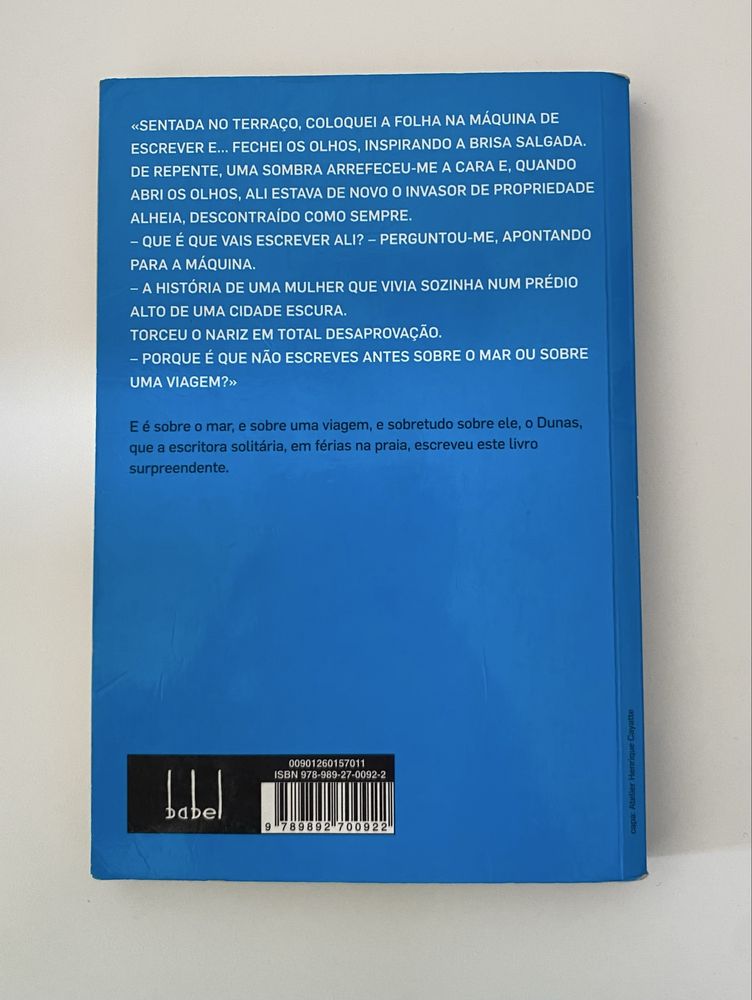 «SENTADA NO TERRAÇO, COLOQUEI A FOLHA NA MÁQUINA DE
ESCREVER E... FECHEI OS OLHOS, INSPIRANDO A BRISA SALGADA.
DE REPENTE, UMA SOMBRA ARREFECEU-ME A CARA E, QUANDO
ABRI OS OLHOS, ALI ESTAVA DE NOVO O INVASOR DE PROPRIEDADE
ALHEIA, DESCONTRAÍDO COMO SEMPRE.
– QUE É QUE VAIS ESCREVER ALI? – PERGUNTOU-ME, APONTANDO
PARA A MÁQUINA.
– A HISTÓRIA DE UMA MULHER QUE VIVIA SOZINHA NUM PRÉDIO
ALTO DE UMA CIDADE ESCURA.
TORCEU O NARIZ EM TOTAL DESAPROVAÇÃO.
– PORQUE É QUE NÃO ESCREVES ANTES SOBRE O MAR OU SOBRE
UMA VIAGEM?»
E é sobre o mar, e sobre uma viagem, e sobretudo sobre ele, o Dunas,
que a escritora solitária, em férias na praia, escreveu este livro
surpreendente.
babel
00901260157011
ISBN 978-989-27-0092-2
9 789892 700922
capa: Atelier Henrique Cayatte